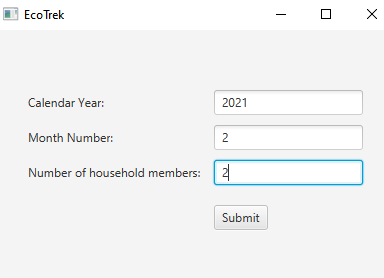 EcoTrek
Calendar Year: 2021
Month Number: 2
Number of household members: 2
Submit